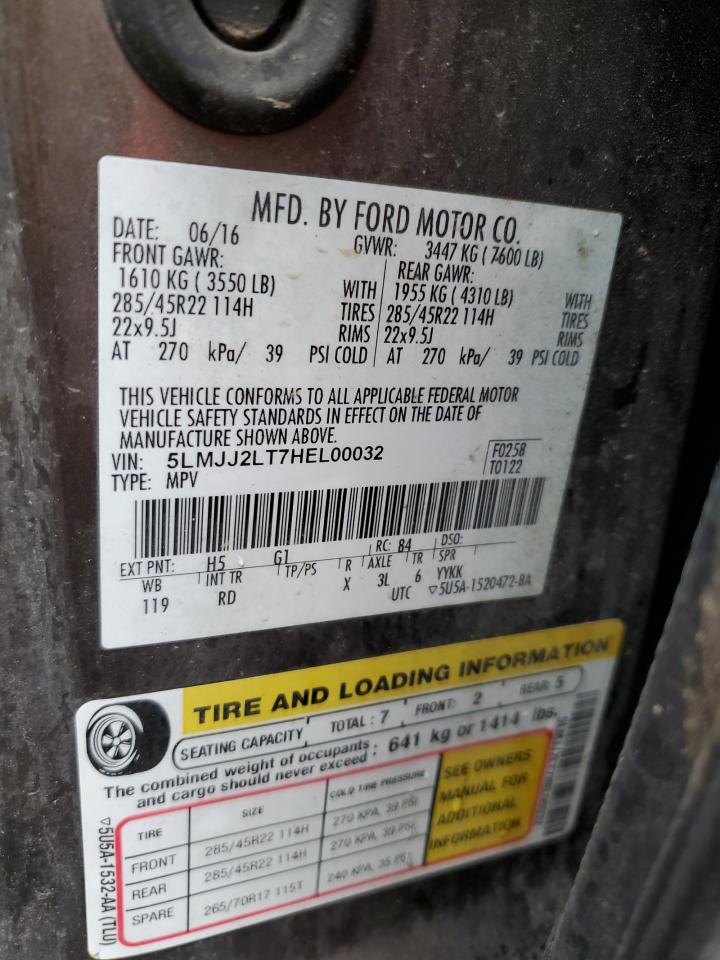 MFD. BY FORD MOTOR CO.
DATE: 06/16 GVWR: 3447 KG ( 7600 LB)
FRONT GAWR: REAR GAWR:
1610 KG ( 3550 LB) WITH 1955 KG ( 4310 LB) WITH
285/45R22 114H TIRES 285/45R22 114H TIRES
22x9.5J RIMS 22x9.5J RIMS
AT 270 kPa/ 39 PSI COLD AT 270 kPa/ 39 PSI COLD
THIS VEHICLE CONFORMS TO ALL APPLICABLE FEDERAL MOTOR
VEHICLE SAFETY STANDARDS IN EFFECT ON THE DATE OF
MANUFACTURE SHOWN ABOVE.
VIN: 5LMJJ2LT7HEL00032 F0258
TYPE: MPV T0122
EXT PNT: H5 G1 RC: 84 DSO:
WB INT TR TP/PS R AXLE TR SPR
119 RD X 3L 6 YYKK
UTC ▽5U5A-1520472-BA
TIRE AND LOADING INFORMATION
SEATING CAPACITY TOTAL : 7 FRONT: 2 REAR: 5
The combined weight of occupants : 641 kg or 1414 lbs.
and cargo should never exceed
TIRE SIZE COLD TIRE PRESSURE
FRONT 285/45R22 114H 270 KPA, 39 PSI
REAR 285/45R22 114H 270 KPA, 39 PSI
SPARE 265/70R17 115T 240 KPA, 35 PSI
SEE OWNERS
MANUAL FOR
ADDITIONAL
INFORMATION
▽5U5A-1532-AA (TLU)